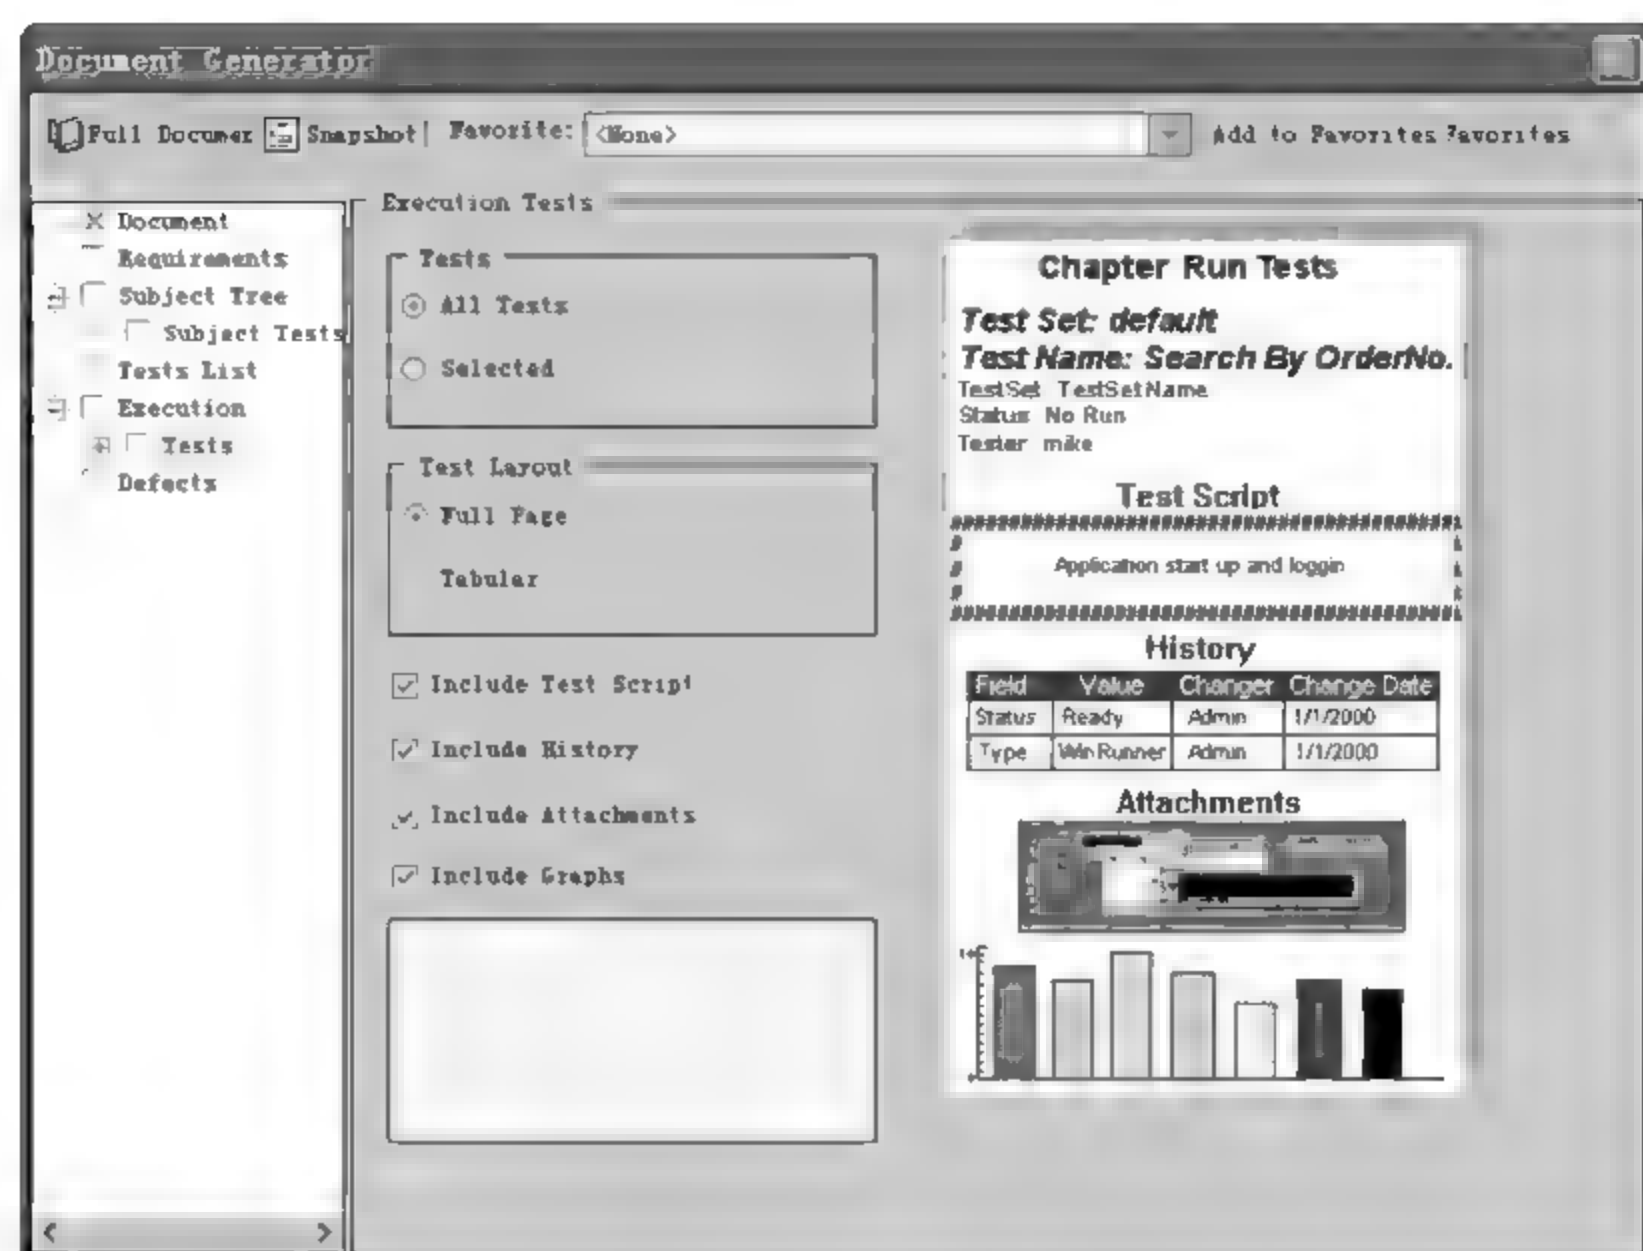 Document Generator
Full Documer Snapshot Favorite: <None> Add to Favorites Favorites
Document
Requirements
Subject Tree
Subject Tests
Tests List
Execution
Tests
Defects
Execution Tests
Tests
All Tests
Selected
Test Layout
Full Page
Tabular
Include Test Script
Include History
Include Attachments
Include Graphs
Chapter Run Tests
Test Set: default
Test Name: Search By OrderNo.
TestSet TestSetName
Status No Run
Tester mike
Test Script
Application start up and loggin
History
Field Value Changer Change Date
Status Ready Admin 1/1/2000
Type WinRunner Admin 1/1/2000
Attachments